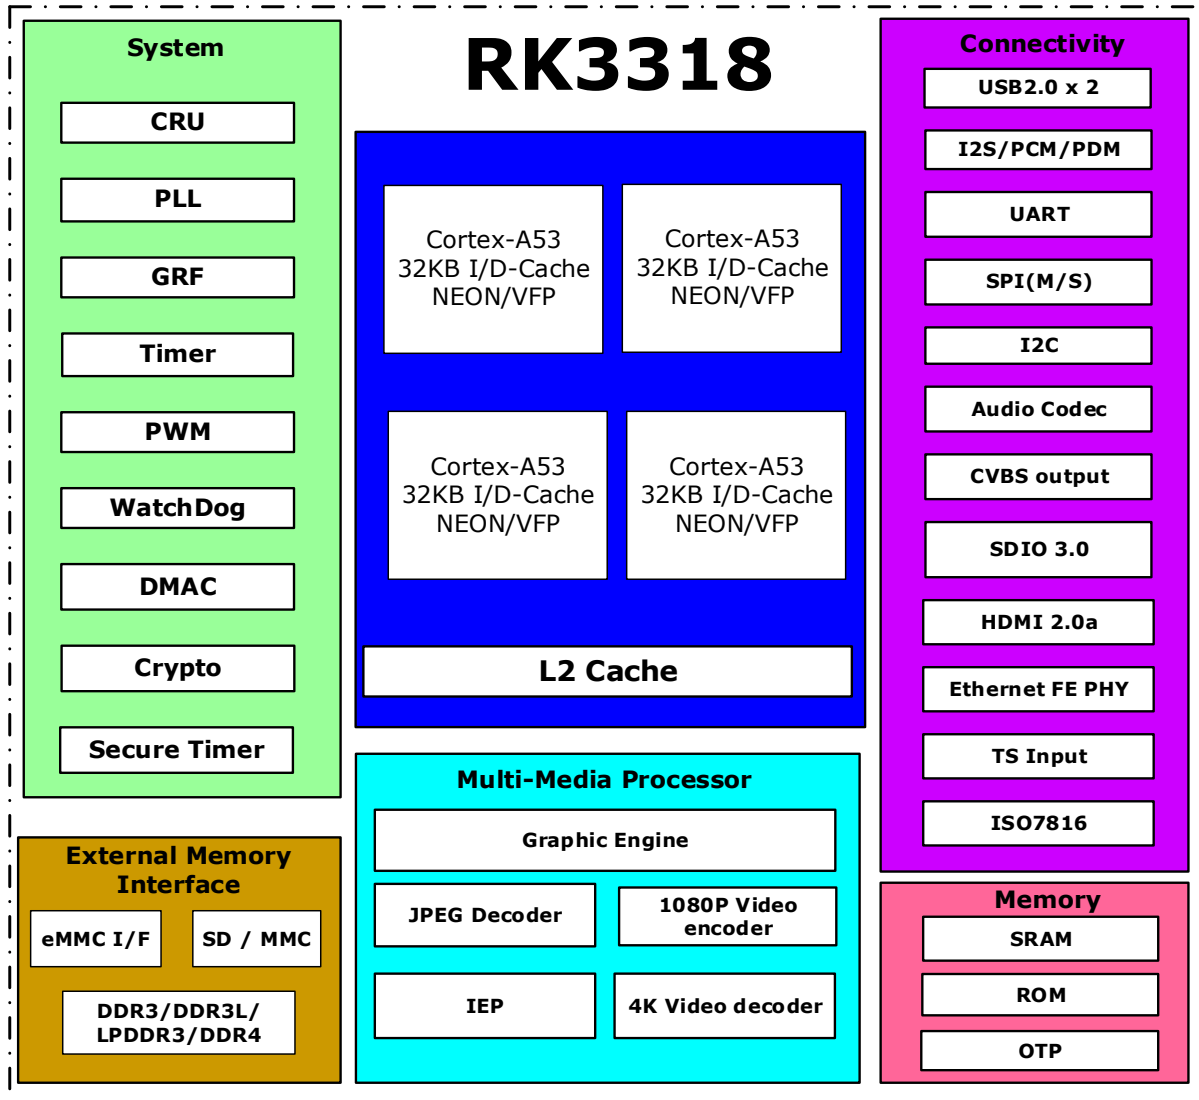 RK3318
System
CRU
PLL
GRF
Timer
PWM
WatchDog
DMAC
Crypto
Secure Timer
External Memory
Interface
eMMC I/F
SD / MMC
DDR3/DDR3L/
LPDDR3/DDR4
Cortex-A53
32KB I/D-Cache
NEON/VFP
Cortex-A53
32KB I/D-Cache
NEON/VFP
Cortex-A53
32KB I/D-Cache
NEON/VFP
Cortex-A53
32KB I/D-Cache
NEON/VFP
L2 Cache
Multi-Media Processor
Graphic Engine
JPEG Decoder
1080P Video
encoder
IEP
4K Video decoder
Connectivity
USB2.0 x 2
I2S/PCM/PDM
UART
SPI(M/S)
I2C
Audio Codec
CVBS output
SDIO 3.0
HDMI 2.0a
Ethernet FE PHY
TS Input
ISO7816
Memory
SRAM
ROM
OTP